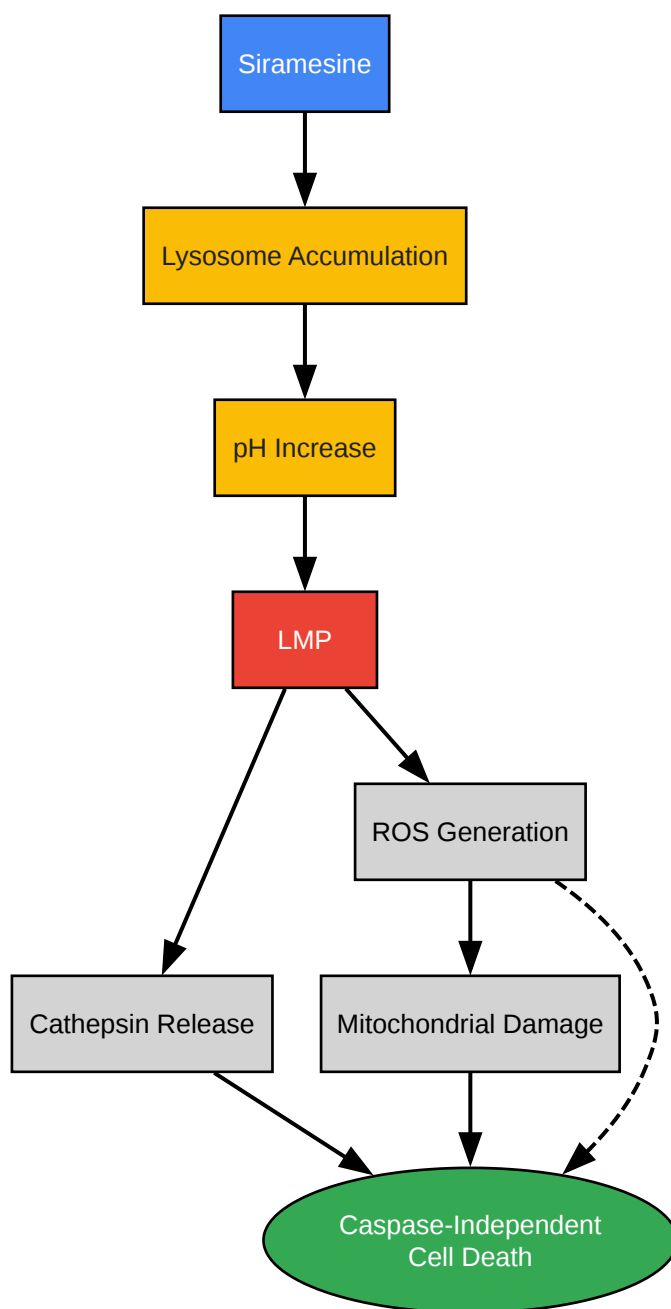 Siramesine
Lysosome Accumulation
pH Increase
LMP
ROS Generation
Cathepsin Release
Mitochondrial Damage
Caspase-Independent
Cell Death